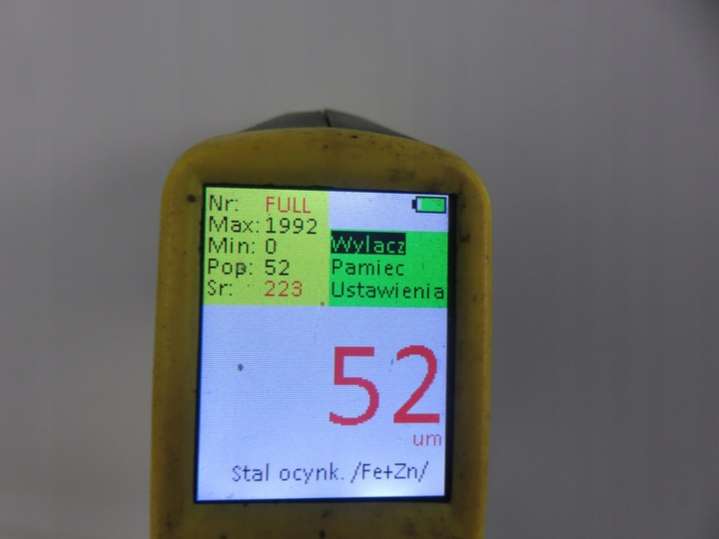 Nr: FULL
Max: 1992
Min: 0
Pop: 52
Sr: 223
Wylacz
Pamiec
Ustawienia
52
um
Stal ocynk. /Fe+Zn/